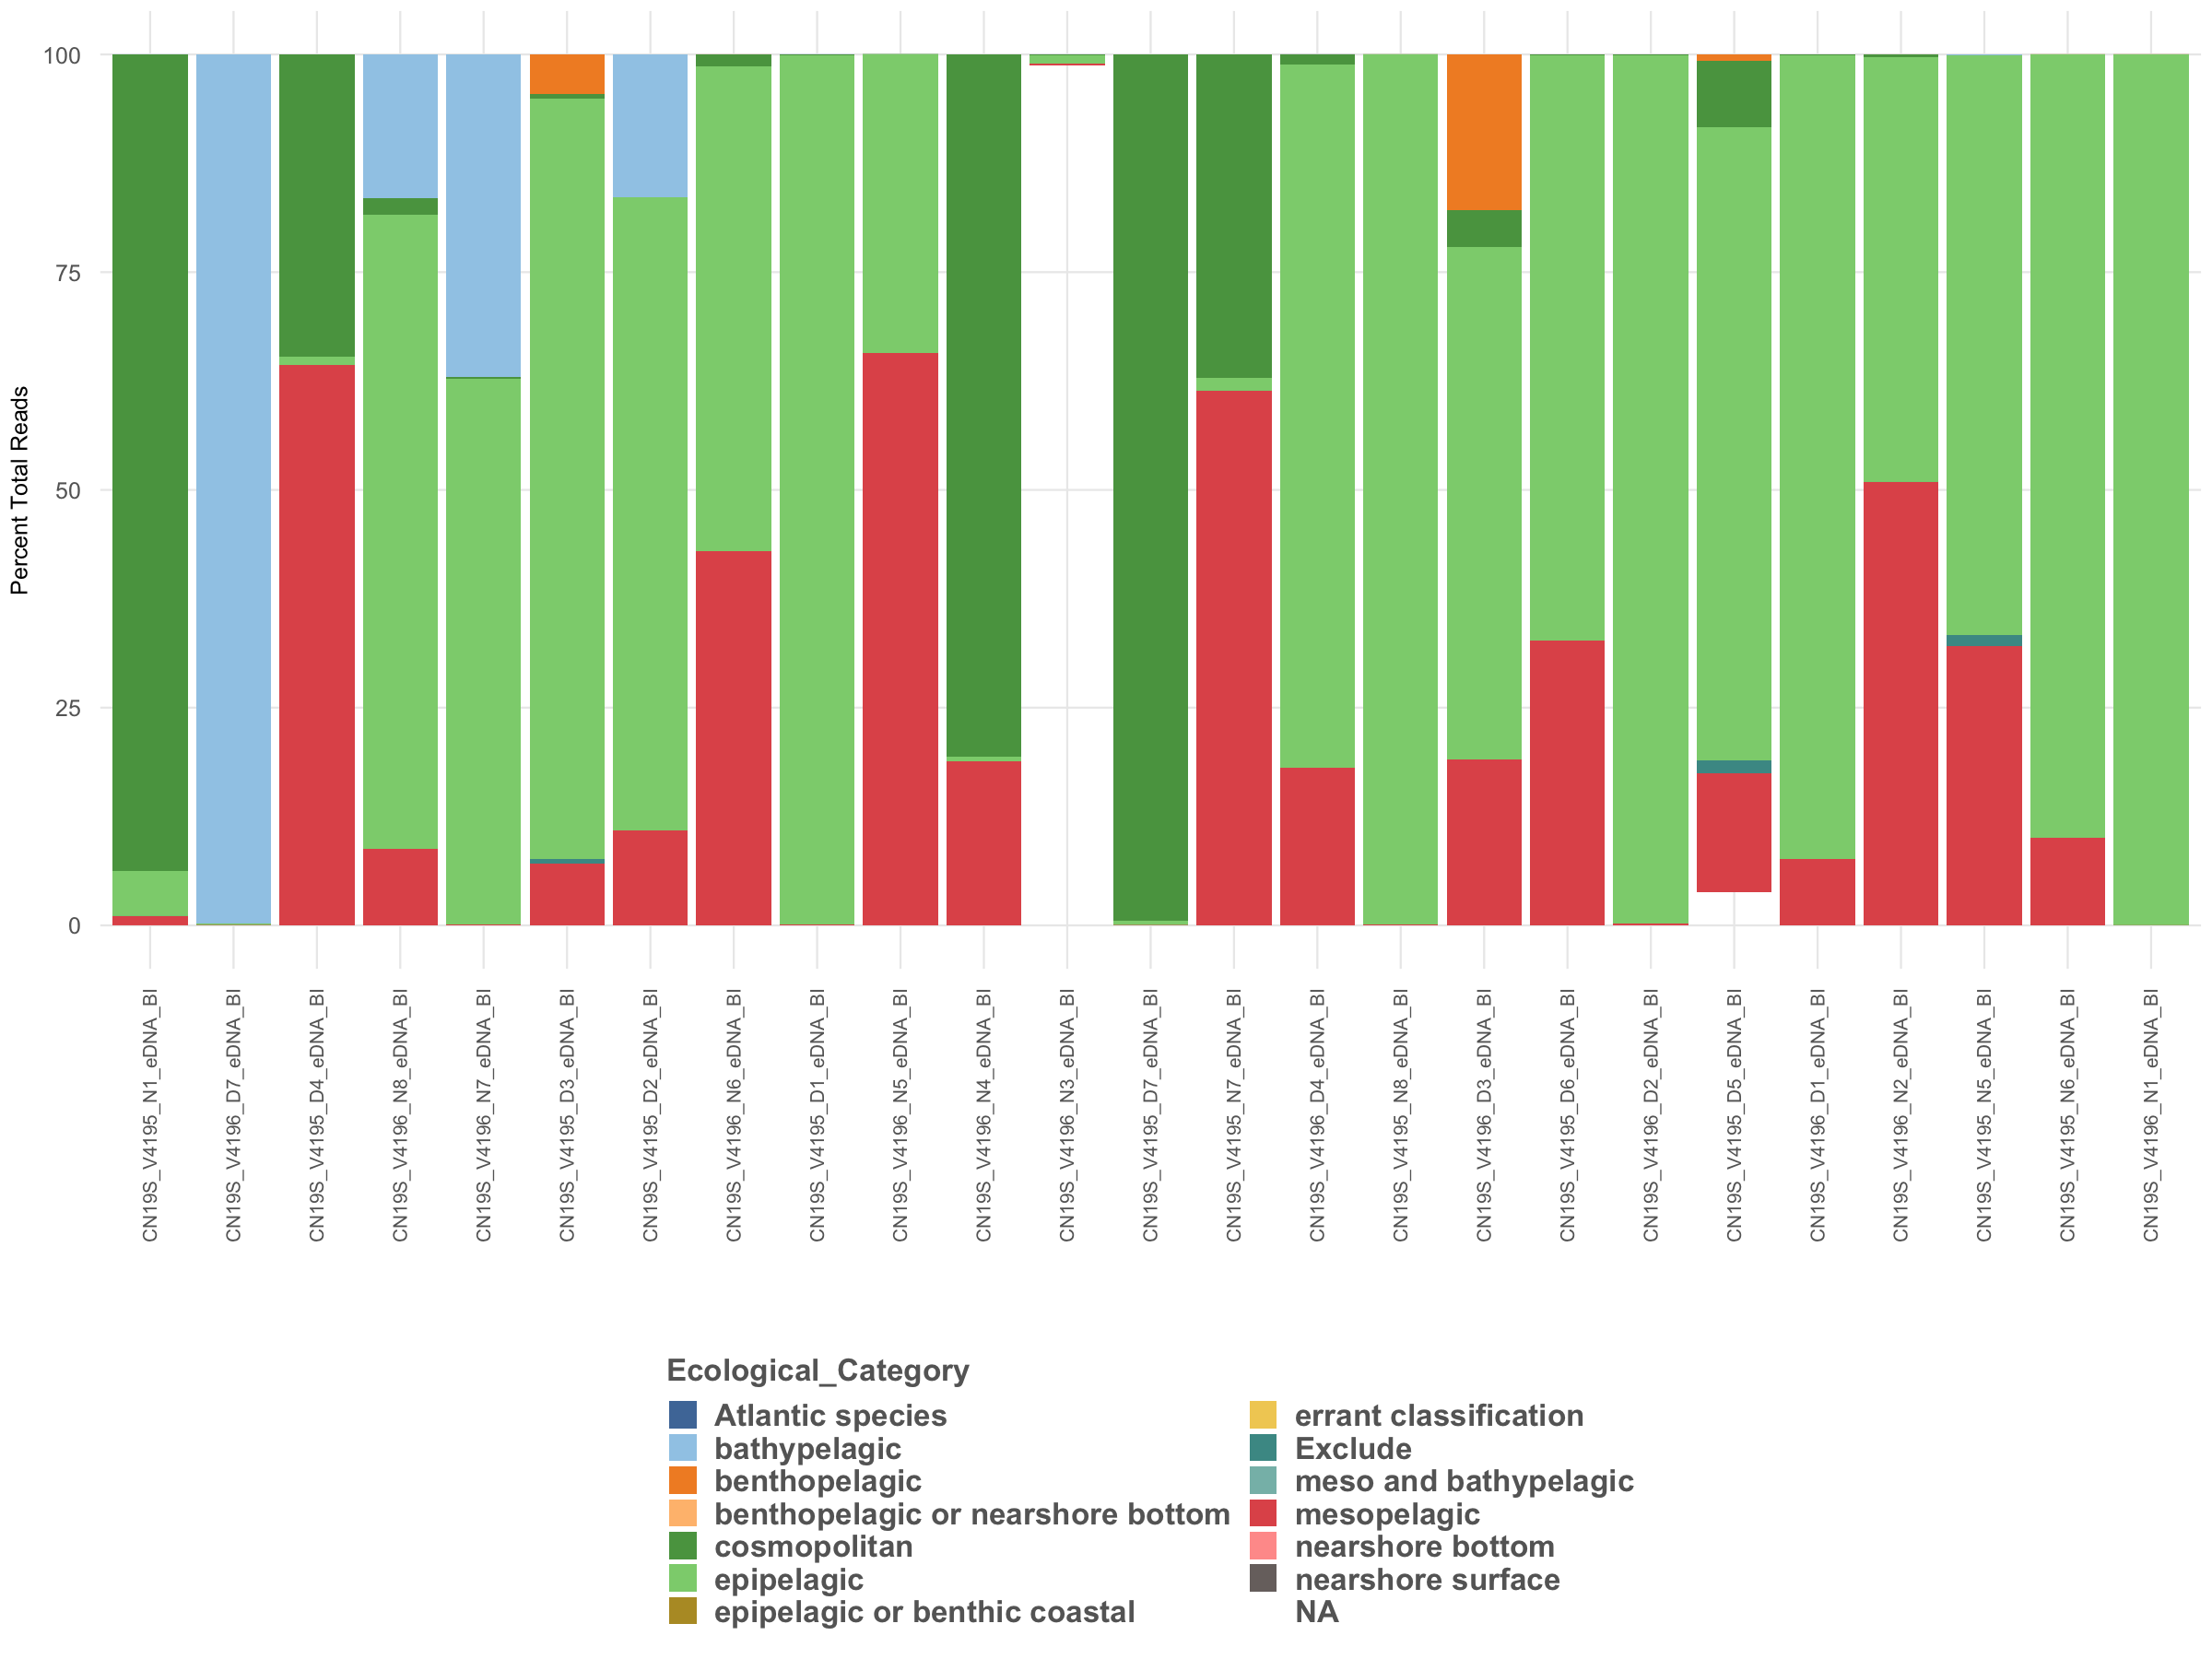 100
75
50
25
0
Percent Total Reads
CN19S_V4195_N1_eDNA_BI
CN19S_V4196_D7_eDNA_BI
CN19S_V4195_D4_eDNA_BI
CN19S_V4196_N8_eDNA_BI
CN19S_V4196_N7_eDNA_BI
CN19S_V4195_D3_eDNA_BI
CN19S_V4195_D2_eDNA_BI
CN19S_V4196_N6_eDNA_BI
CN19S_V4195_D1_eDNA_BI
CN19S_V4196_N5_eDNA_BI
CN19S_V4196_N4_eDNA_BI
CN19S_V4196_N3_eDNA_BI
CN19S_V4195_D7_eDNA_BI
CN19S_V4195_N7_eDNA_BI
CN19S_V4196_D4_eDNA_BI
CN19S_V4195_N8_eDNA_BI
CN19S_V4196_D3_eDNA_BI
CN19S_V4195_D6_eDNA_BI
CN19S_V4196_D2_eDNA_BI
CN19S_V4195_D5_eDNA_BI
CN19S_V4196_D1_eDNA_BI
CN19S_V4196_N2_eDNA_BI
CN19S_V4195_N5_eDNA_BI
CN19S_V4195_N6_eDNA_BI
CN19S_V4196_N1_eDNA_BI
Ecological_Category
Atlantic species
bathypelagic
benthopelagic
benthopelagic or nearshore bottom
cosmopolitan
epipelagic
epipelagic or benthic coastal
errant classification
Exclude
meso and bathypelagic
mesopelagic
nearshore bottom
nearshore surface
NA